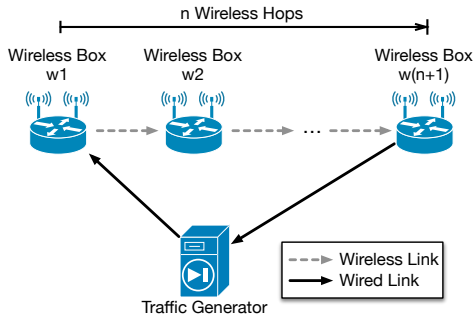 n Wireless Hops
Wireless Box
w1
Wireless Box
w2
Wireless Box
w(n+1)
...
Traffic Generator
Wireless Link
Wired Link